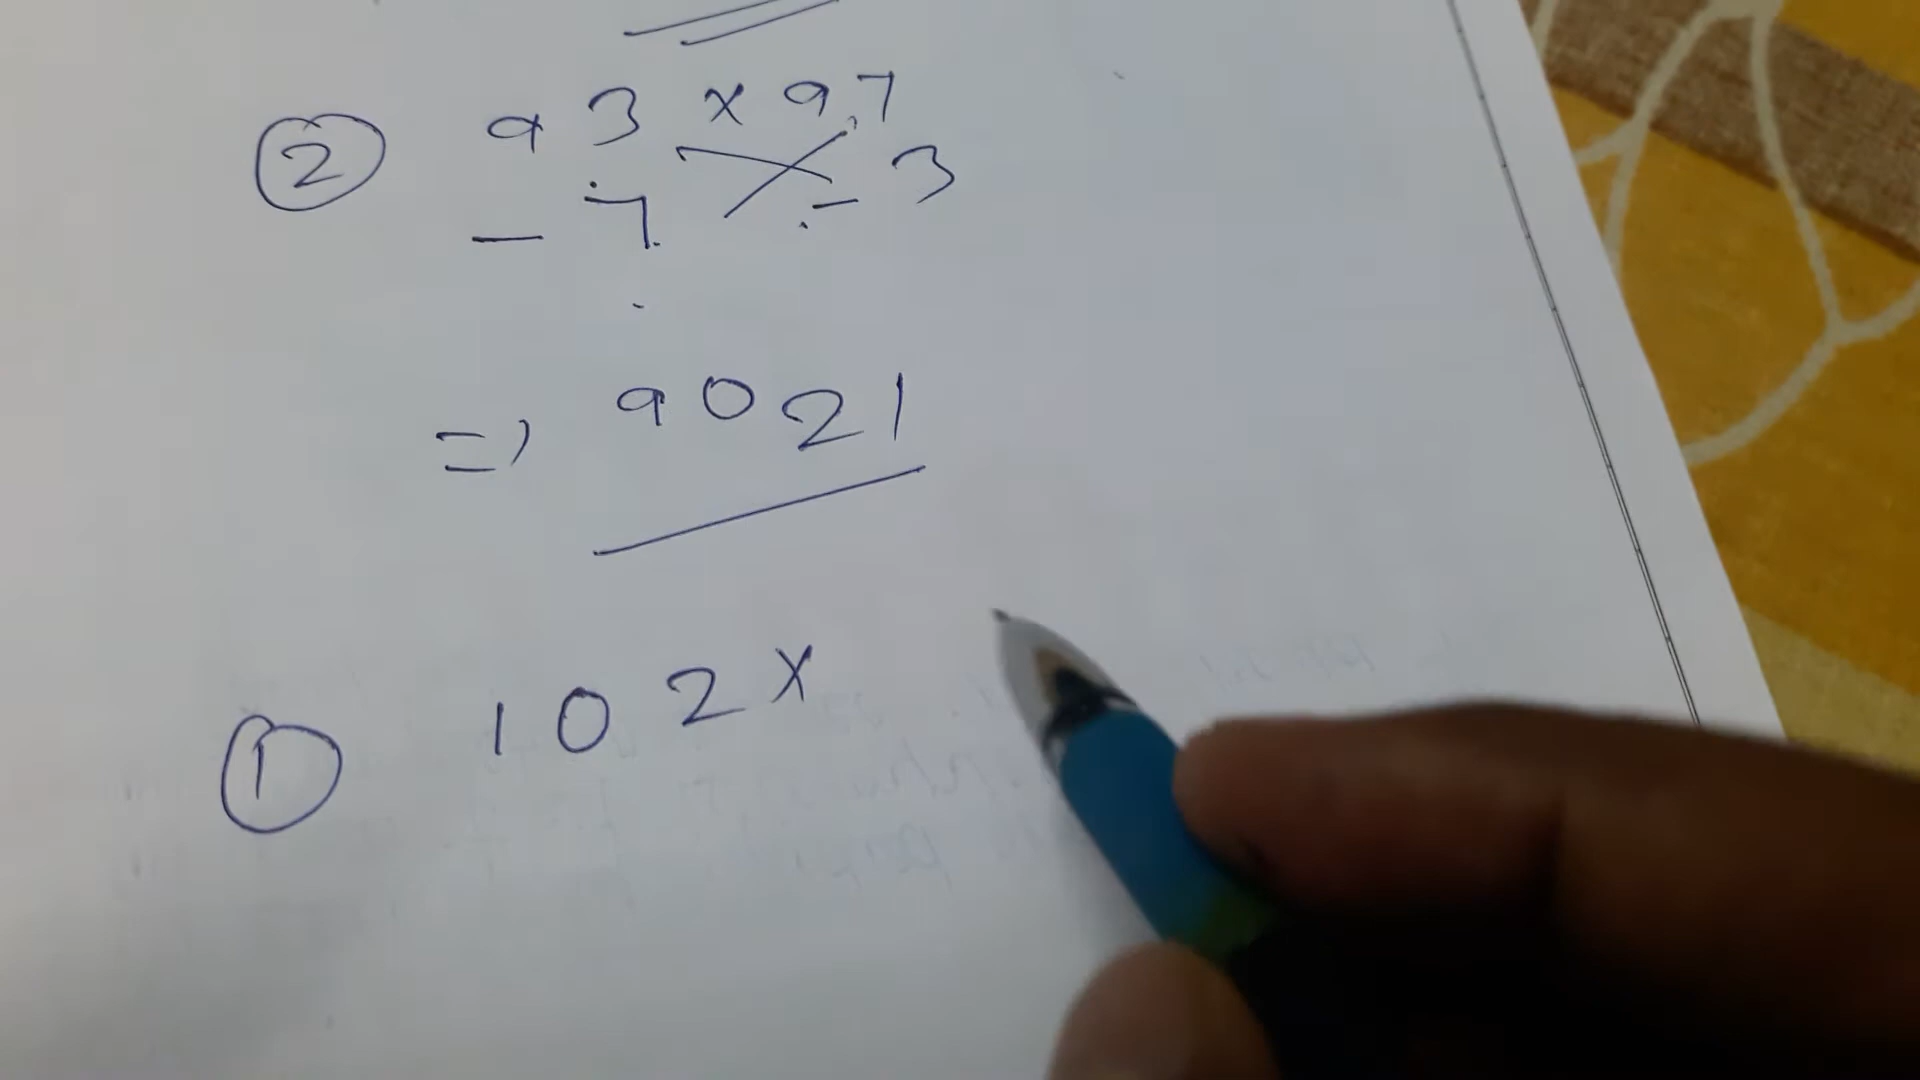 ② 93 × 97
- 7 - 3
=> 9021
① 102 ×